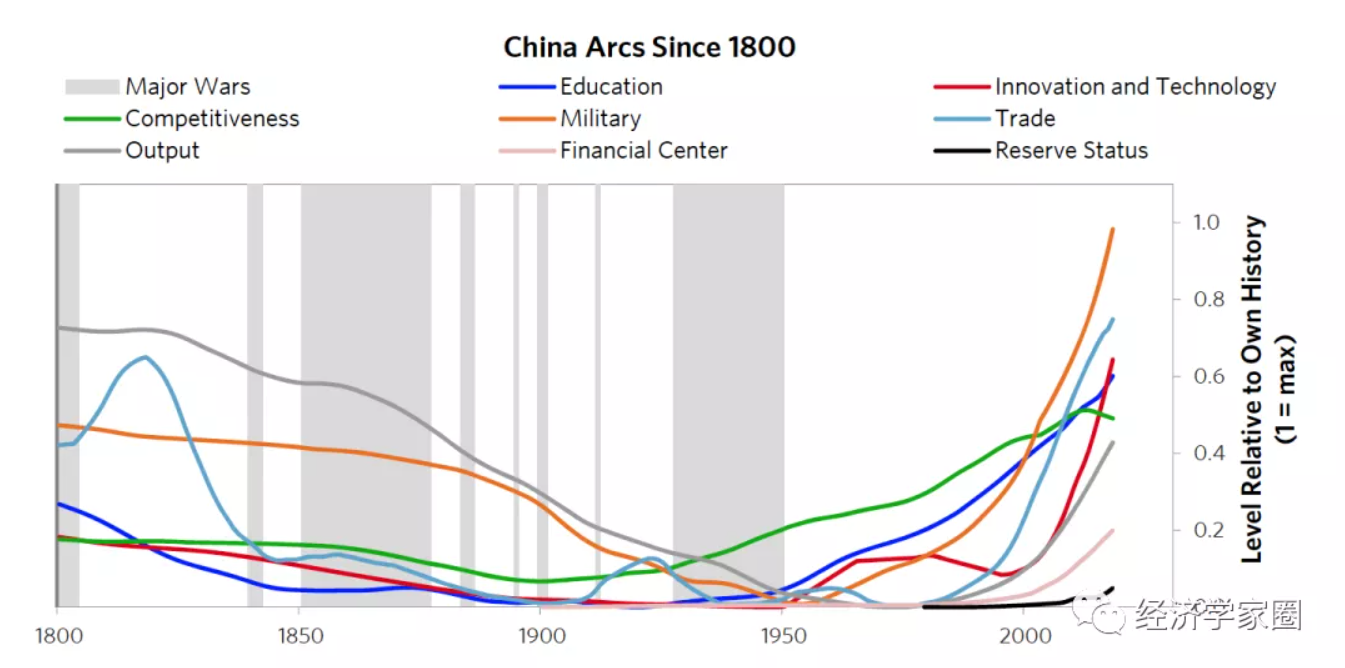 China Arcs Since 1800
Major Wars Education Innovation and Technology
Competitiveness Military Trade
Output Financial Center Reserve Status
1.0
0.8
0.6
0.4
0.2
Level Relative to Own History
(1 = max)
经济学家圈
1800 1850 1900 1950 2000